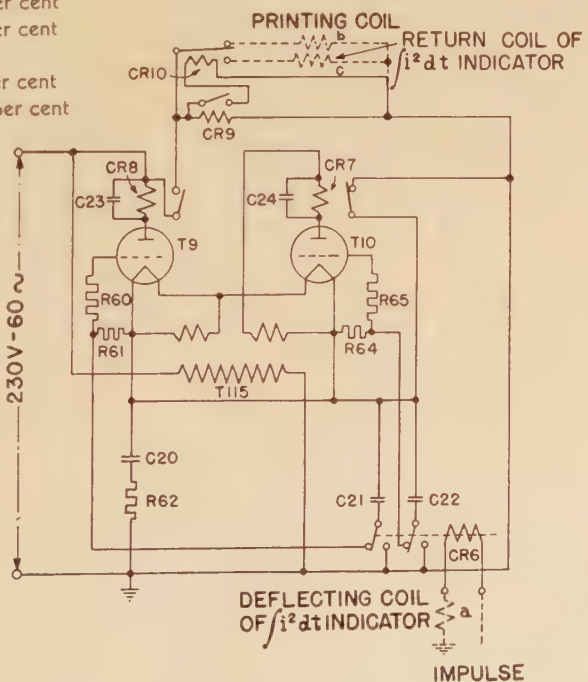 per cent
per cent
er cent
per cent
PRINTING COIL
b
RETURN COIL OF
∫i²dt INDICATOR
c
CR10
CR9
CR8
CR7
C23
C24
T9
T10
R60
R65
R61
R64
T115
230V-60~
C20
R62
C21
C22
CR6
DEFLECTING COIL
OF ∫i²dt INDICATOR
a
IMPULSE